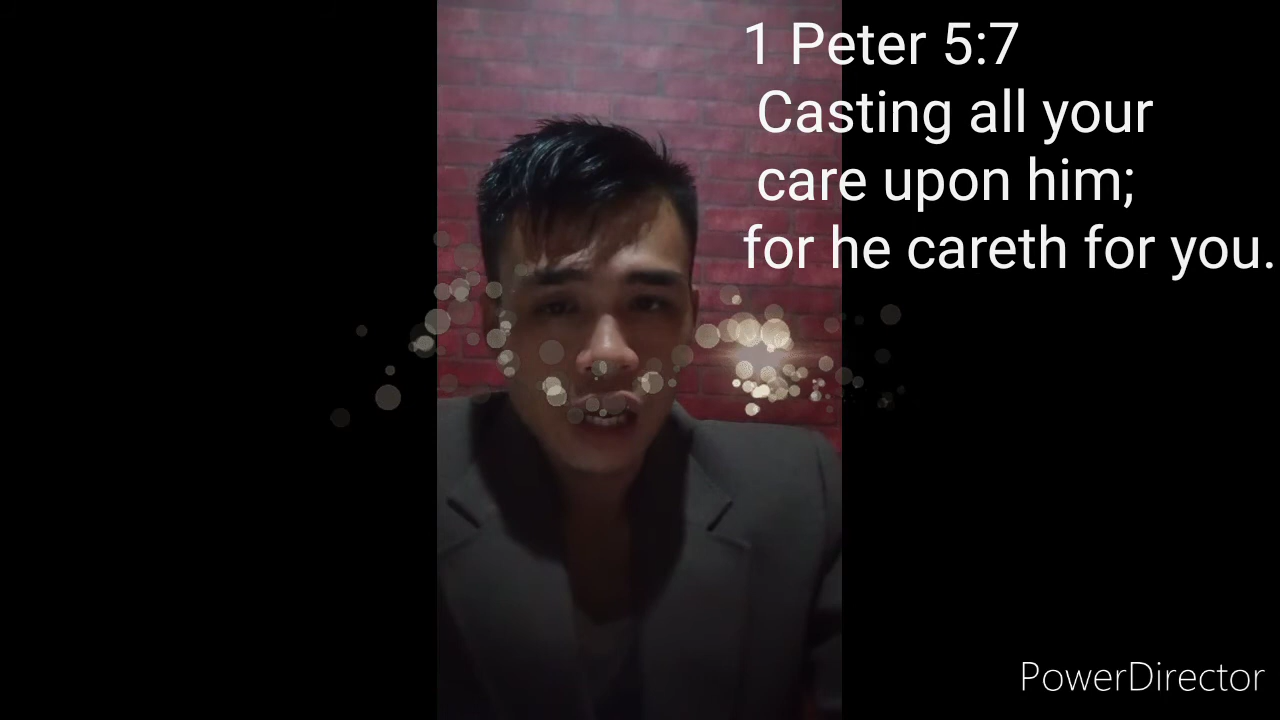 1 Peter 5:7
Casting all your
care upon him;
for he careth for you.
PowerDirector